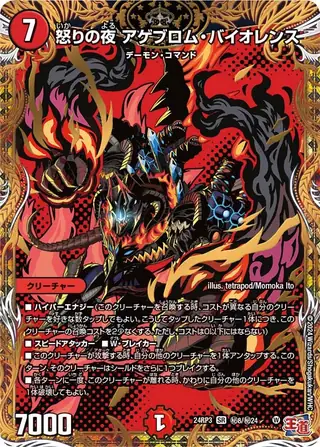 7
怒りの夜 アゲブロム・バイオレンス
デーモン・コマンド
illus. tetrapod/Momoka Ito
クリーチャー
■ハイパーエナジー(このクリーチャーを召喚する時、コストが異なる自分のクリ
ーチャーを好きな数タップしてもよい。こうしてタップしたクリーチャー1体につき、この
クリーチャーの召喚コストを2少なくする。ただし、コストは0以下にはならない)
■スピードアタッカー ■W・ブレイカー
■このクリーチャーが攻撃する時、自分の他のクリーチャーを1体アンタップする。この
ターン、そのクリーチャーはシールドをさらに1つブレイクする。
■各ターンに一度、このクリーチャーが離れる時、かわりに自分の他のクリーチャーを
1体破壊してもよい。
7000
1
24RP3 SR
W
王道